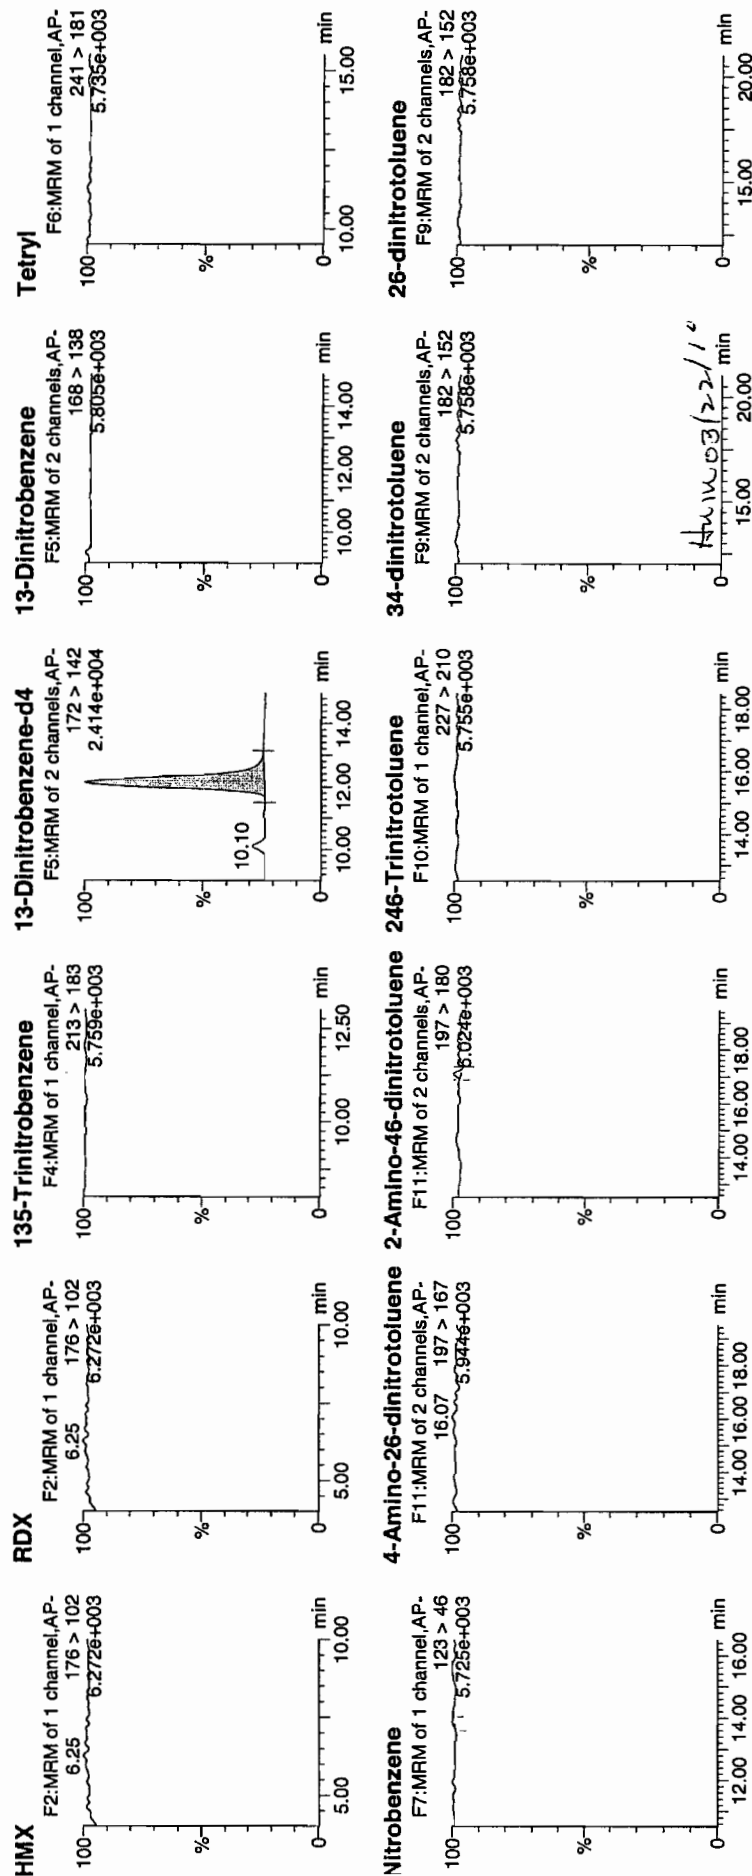 HMX
F2:MRM of 1 channel,AP-
6.25 176 > 102
6.272e+003
100
%
0
5.00 10.00 min
RDX
F2:MRM of 1 channel,AP-
6.25 176 > 102
6.272e+003
100
%
0
5.00 10.00 min
135-Trinitrobenzene
F4:MRM of 1 channel,AP-
213 > 183
5.759e+003
100
%
0
10.00 12.50 min
13-Dinitrobenzene-d4
F5:MRM of 2 channels,AP-
172 > 142
2.414e+004
100
10.10
%
0
10.00 12.00 14.00 min
13-Dinitrobenzene
F5:MRM of 2 channels,AP-
168 > 138
5.805e+003
100
%
0
10.00 12.00 14.00 min
Tetryl
F6:MRM of 1 channel,AP-
241 > 181
5.735e+003
100
%
0
10.00 15.00 min
Nitrobenzene
F7:MRM of 1 channel,AP-
123 > 46
5.725e+003
100
%
0
12.00 14.00 16.00 min
4-Amino-26-dinitrotoluene
F11:MRM of 2 channels,AP-
16.07 197 > 167
5.944e+003
100
%
0
14.00 16.00 18.00 min
2-Amino-46-dinitrotoluene
F11:MRM of 2 channels,AP-
197 > 180
6.024e+003
100
%
0
14.00 16.00 18.00 min
246-Trinitrotoluene
F10:MRM of 1 channel,AP-
227 > 210
5.755e+003
100
%
0
14.00 16.00 18.00 min
34-dinitrotoluene
F9:MRM of 2 channels,AP-
182 > 152
5.758e+003
100
%
0
03/22/10
15.00 20.00 min
26-dinitrotoluene
F9:MRM of 2 channels,AP-
182 > 152
5.758e+003
100
%
0
15.00 20.00 min